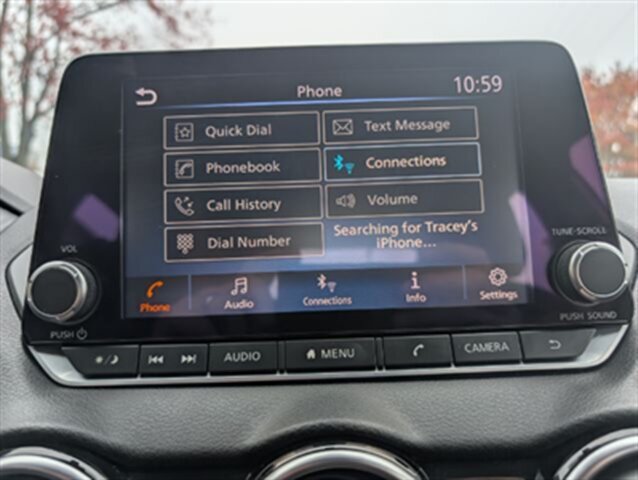 Phone
10:59
Quick Dial
Text Message
Phonebook
Connections
Call History
Volume
Dial Number
Searching for Tracey's
iPhone...
Phone
Audio
Connections
Info
Settings
VOL
PUSH
TUNE-SCROLL
PUSH SOUND
AUDIO
MENU
CAMERA